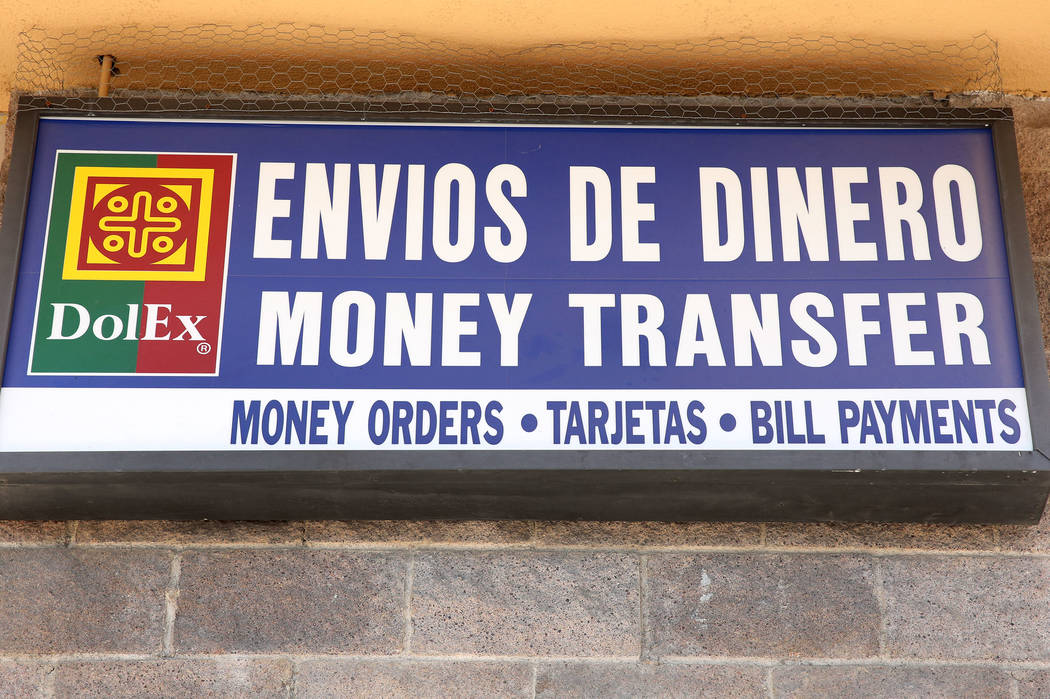 DolEx®
ENVIOS DE DINERO
MONEY TRANSFER
MONEY ORDERS • TARJETAS • BILL PAYMENTS